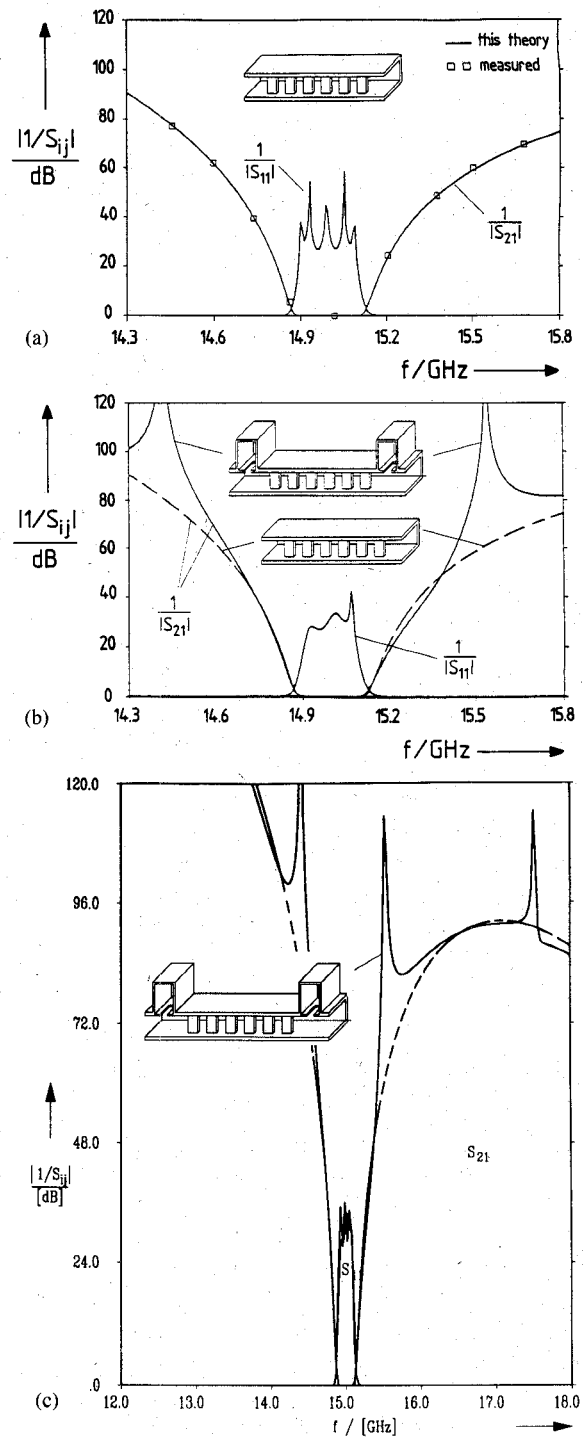 120
100
80
60
40
20
0
|1/Sij|
dB
— this theory
□ □ measured
1
|S11|
1
|S21|
14.3 14.6 14.9 15.2 15.5 15.8
(a)
f/GHz
120
100
80
60
40
20
0
|1/Sij|
dB
1
|S21|
1
|S11|
14.3 14.6 14.9 15.2 15.5 15.8
(b)
f/GHz
120.0
96.0
72.0
48.0
24.0
.0
|1/Sij|
[dB]
S21
S
12.0 13.0 14.0 15.0 16.0 17.0 18.0
(c)
f / [GHz]